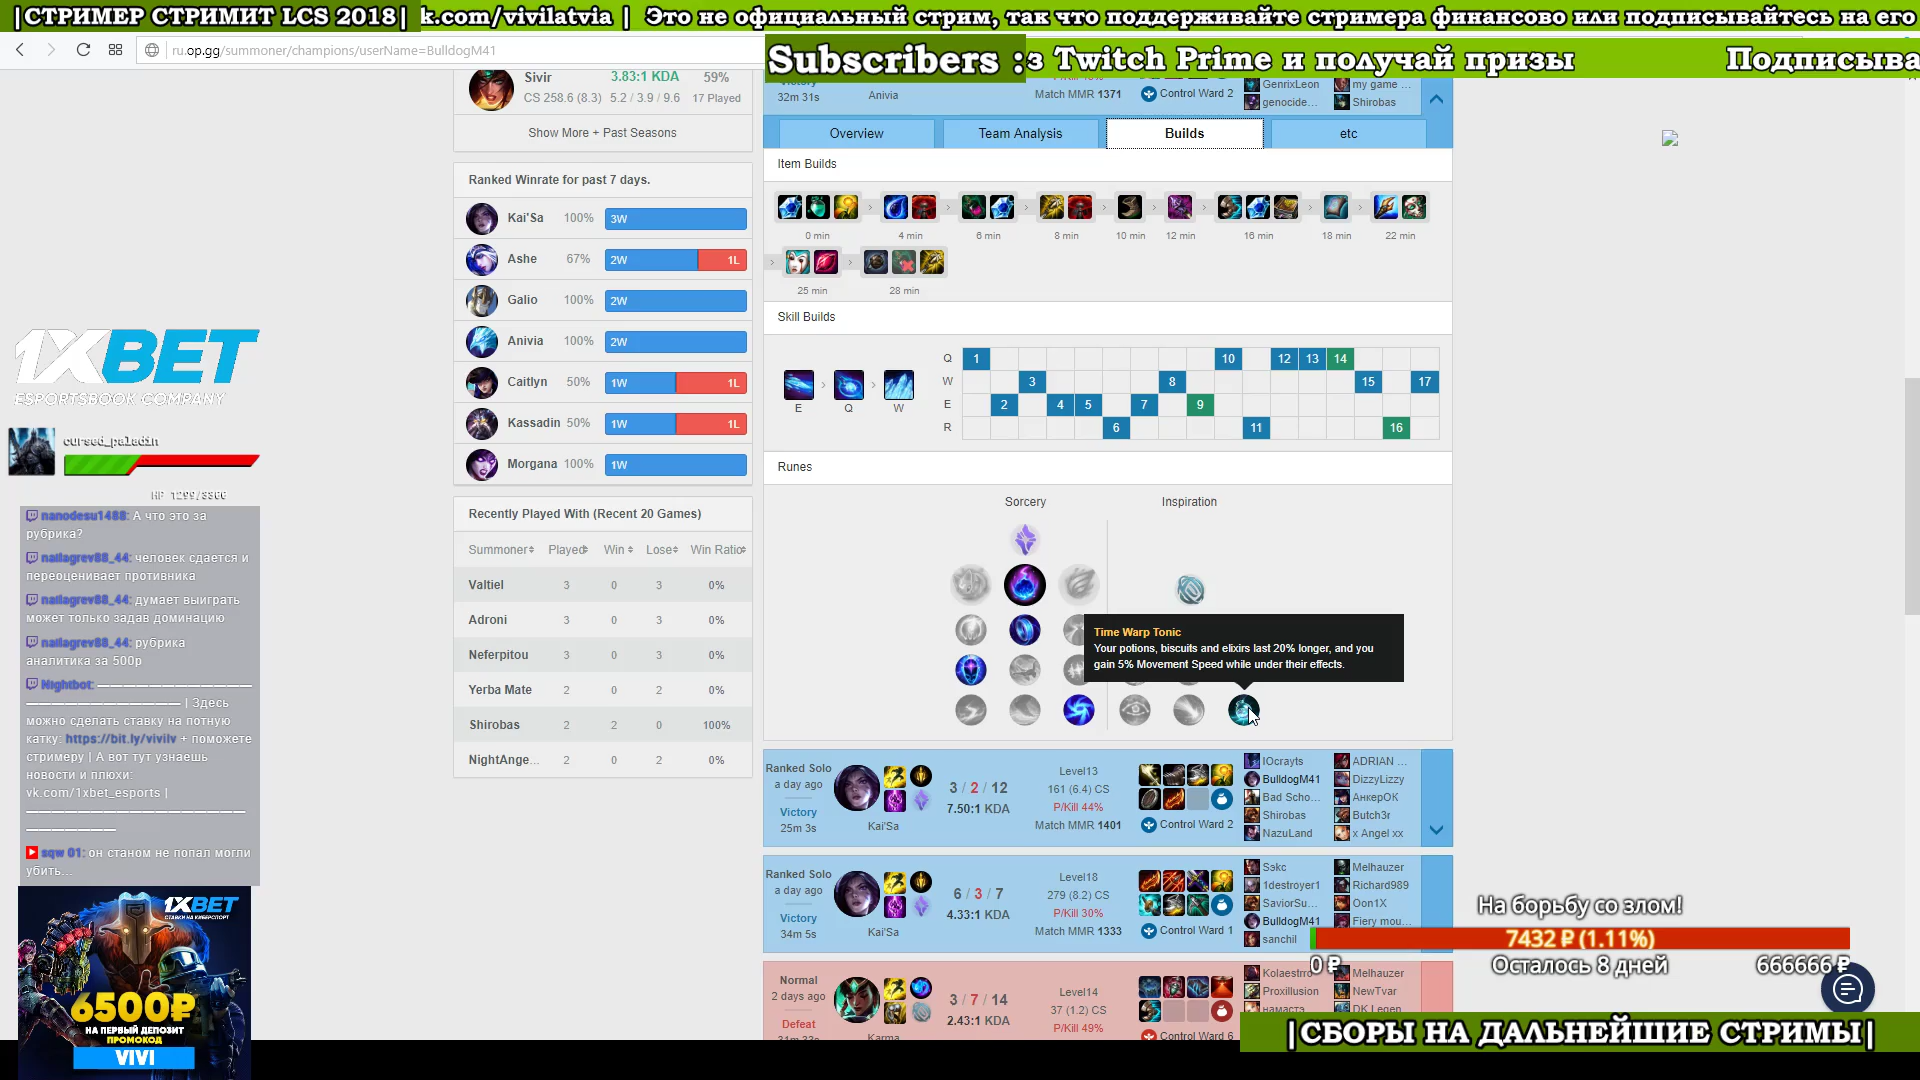 |СТРИМЕР СТРИМИТ LCS 2018| k.com/vivilatvia | Это не официальный стрим, так что поддерживайте стримера финансово или подписывайтесь на его
ru.op.gg/summoner/champions/userName=BulldogM41
Subscribers : з Twitch Prime и получай призы Подписыва
Sivir 3.83:1 KDA 59%
CS 258.6 (8.3) 5.2 / 3.9 / 9.6 17 Played
Show More + Past Seasons
Ranked Winrate for past 7 days.
Kai'Sa 100% 3W
Ashe 67% 2W 1L
Galio 100% 2W
Anivia 100% 2W
Caitlyn 50% 1W 1L
Kassadin 50% 1W 1L
Morgana 100% 1W
Recently Played With (Recent 20 Games)
Summoner Played Win Lose Win Ratio
Valtiel 3 0 3 0%
Adroni 3 0 3 0%
Neferpitou 3 0 3 0%
Yerba Mate 2 0 2 0%
Shirobas 2 2 0 100%
NightAnge... 2 0 2 0%
32m 31s Anivia Match MMR 1371 Control Ward 2
GenrixLeon my game ...
genocide... Shirobas
Overview Team Analysis Builds etc
Item Builds
0 min 4 min 6 min 8 min 10 min 12 min 16 min 18 min 22 min
25 min 28 min
Skill Builds
E Q W
Q 1 10 12 13 14
W 3 8 15 17
E 2 4 5 7 9
R 6 11 16
Runes
Sorcery Inspiration
Time Warp Tonic
Your potions, biscuits and elixirs last 20% longer, and you
gain 5% Movement Speed while under their effects.
Ranked Solo
a day ago
Victory
25m 3s
Kai'Sa
3 / 2 / 12
7.50:1 KDA
Level13
161 (6.4) CS
P/Kill 44%
Match MMR 1401
Control Ward 2
IOcrayts ADRIAN ...
BulldogM41 DizzyLizzy
Bad Scho... АнкерОК
Shirobas Butch3r
NazuLand x Angel xx
Ranked Solo
a day ago
Victory
34m 5s
Kai'Sa
6 / 3 / 7
4.33:1 KDA
Level18
279 (8.2) CS
P/Kill 30%
Match MMR 1333
Control Ward 1
Сэкс Melhauzer
1destroyer1 Richard989
SaviorSu... Oon1X
BulldogM41 Fiery mou...
sanchil
Normal
2 days ago
Defeat
Karma
3 / 7 / 14
2.43:1 KDA
Level14
37 (1.2) CS
P/Kill 49%
Control Ward 6
Kolaestrro Melhauzer
Proxillusion NewTvar
намастэ DK Legen
1XBET
ESPORTSBOOK COMPANY
cursed_paladin
HP 1299/3366
nanodesu1488: А что это за
рубрика?
nailagrev88_44: человек сдается и
переоценивает противника
nailagrev88_44: думает выиграть
может только задав доминацию
nailagrev88_44: рубрика
аналитика за 500р
Nightbot: ————————————
———————————— | Здесь
можно сделать ставку на потную
катку: https://bit.ly/vivilv + поможете
стримеру | А вот тут узнаешь
новости и плюхи:
vk.com/1xbet_esports |
sqw 01: он станом не попал могли
убить...
1XBET
СТАВКИ НА КИБЕРСПОРТ
6500₽
НА ПЕРВЫЙ ДЕПОЗИТ
ПРОМОКОД
VIVI
На борьбу со злом!
7432 ₽ (1.11%)
0 ₽ Осталось 8 дней 666666 ₽
|СБОРЫ НА ДАЛЬНЕЙШИЕ СТРИМЫ|